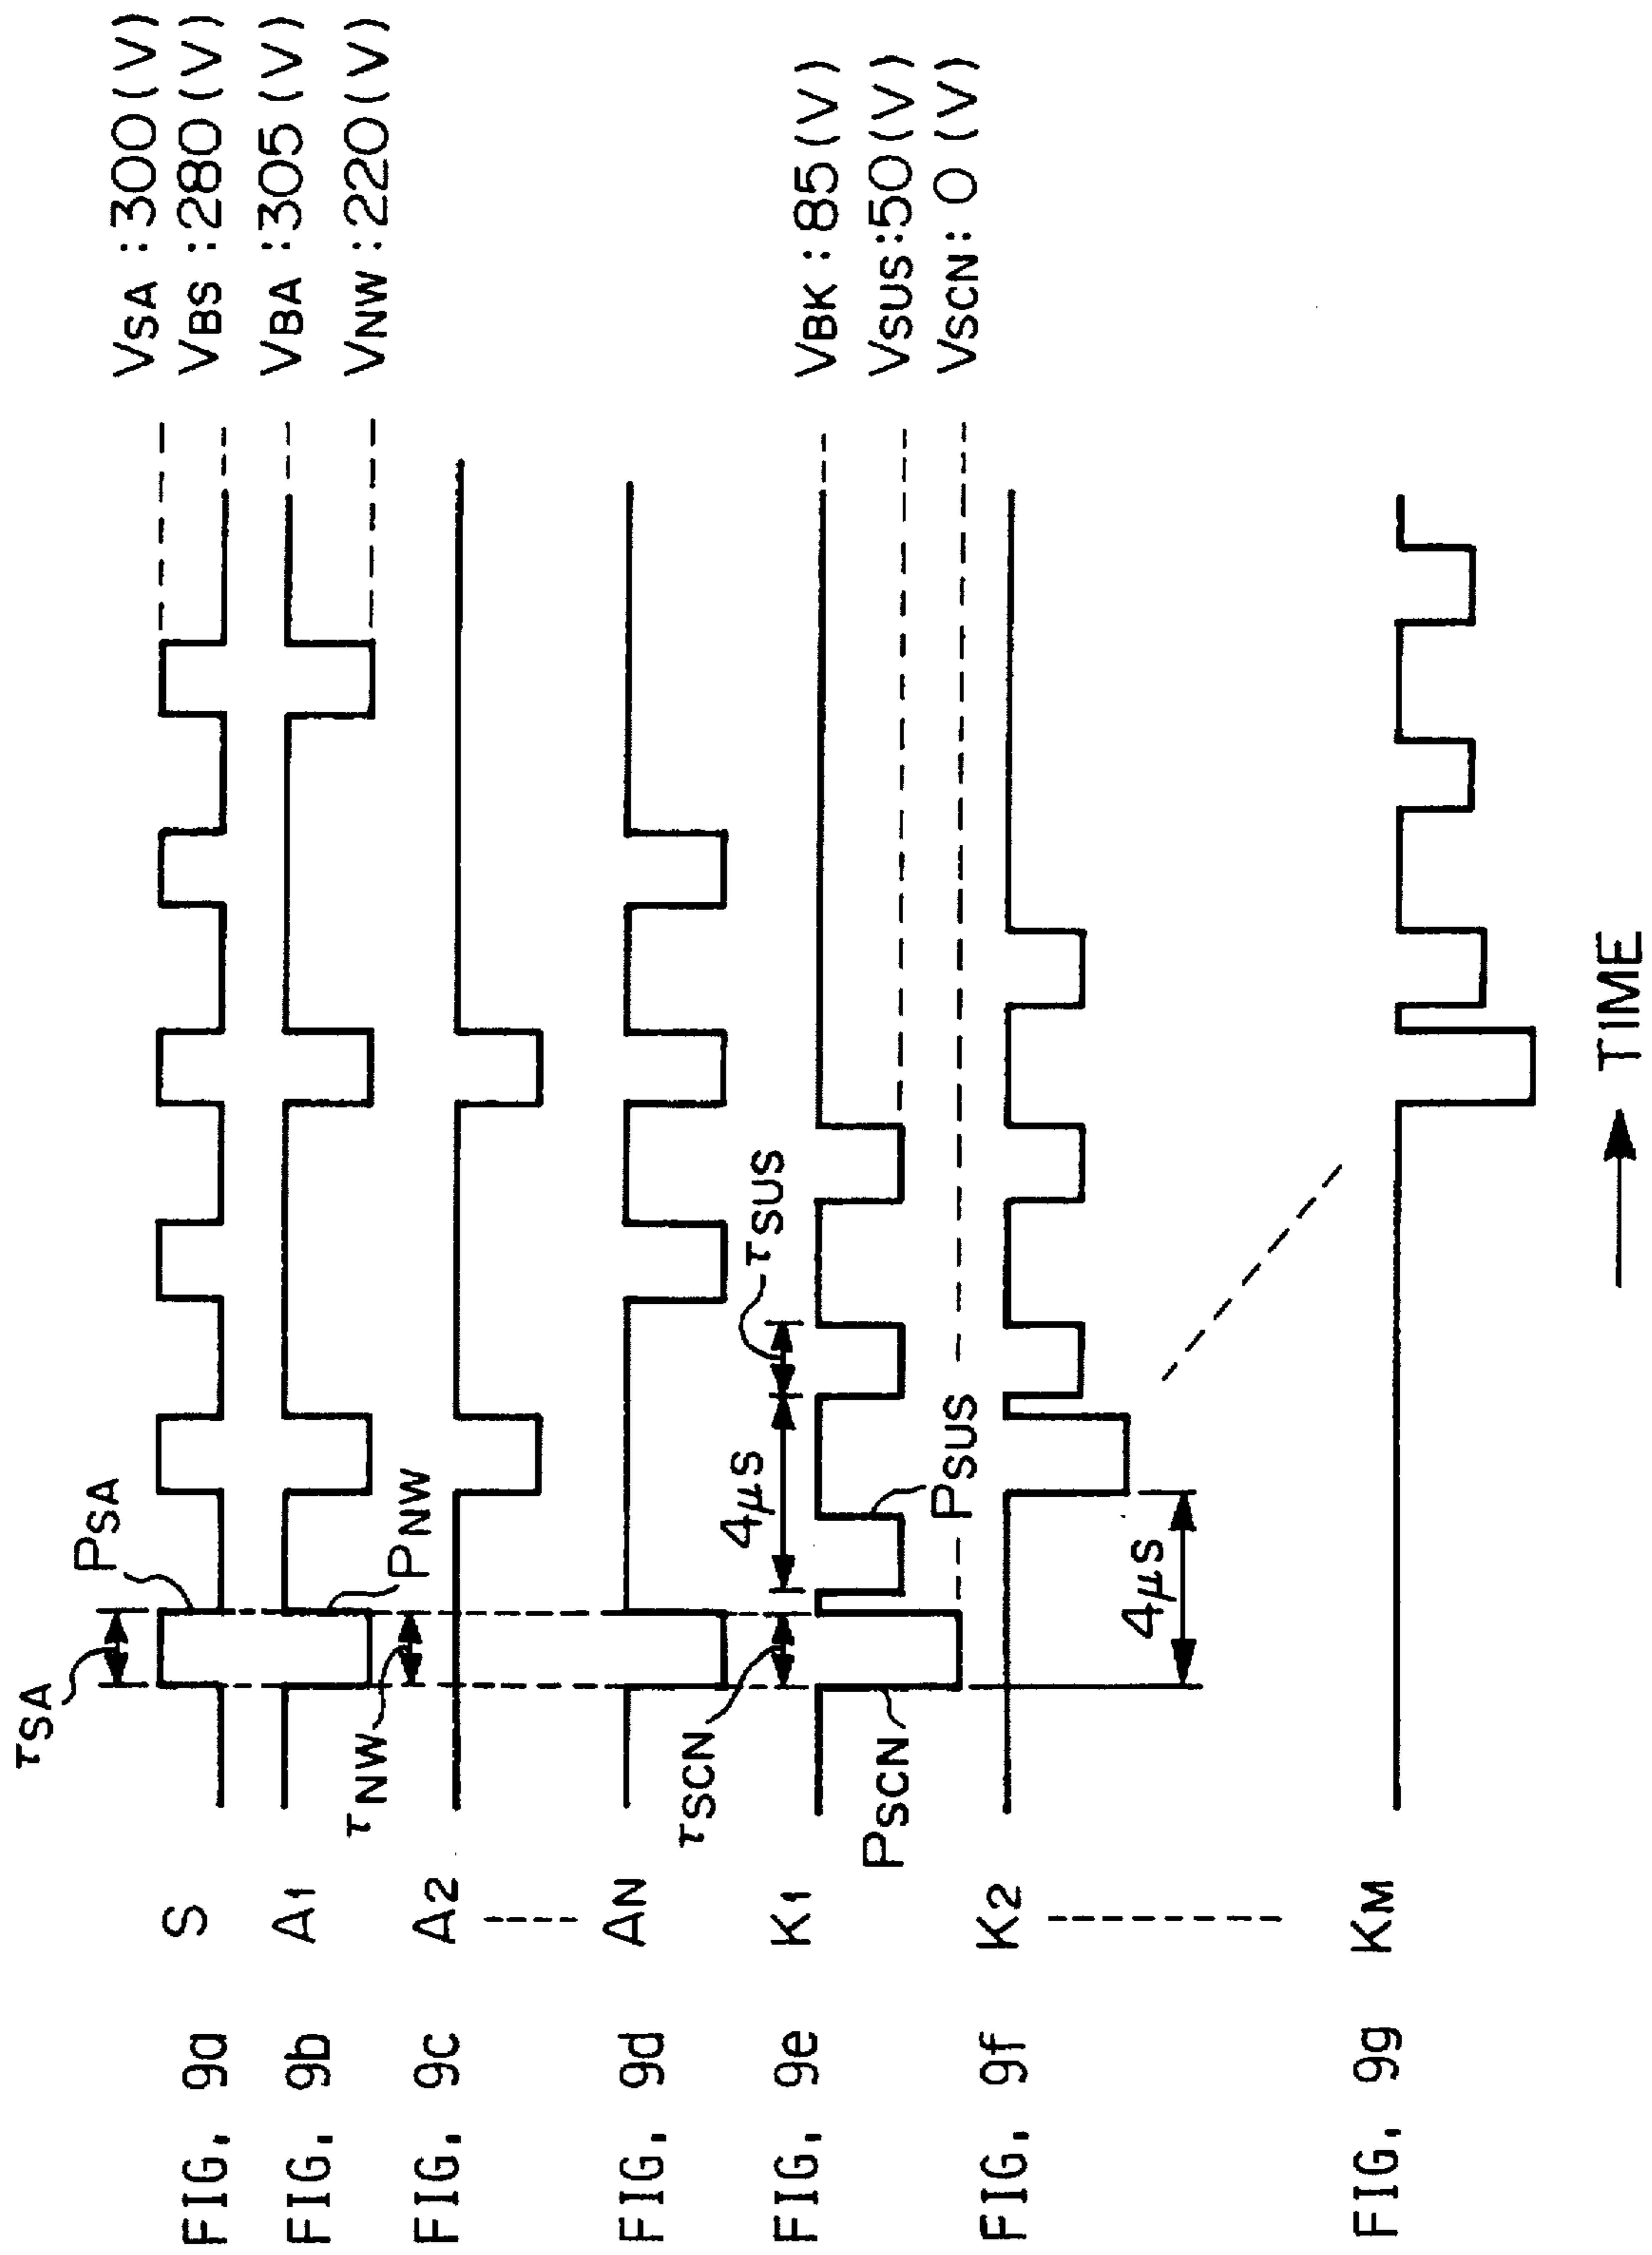 VSA :300(V)
VBS :280(V)
VBA :305(V)
VNW :220(V)
VBK : 85(V)
VSUS:50(V)
VSCN: 0 (V)
τSA
PSA
τNW
PNW
τSCN
PSCN
4μS
τSUS
PSUS
4μS
FIG, 9a S
FIG, 9b A1
FIG, 9c A2
FIG, 9d AN
FIG, 9e K1
FIG, 9f K2
FIG, 9g KM
TIME